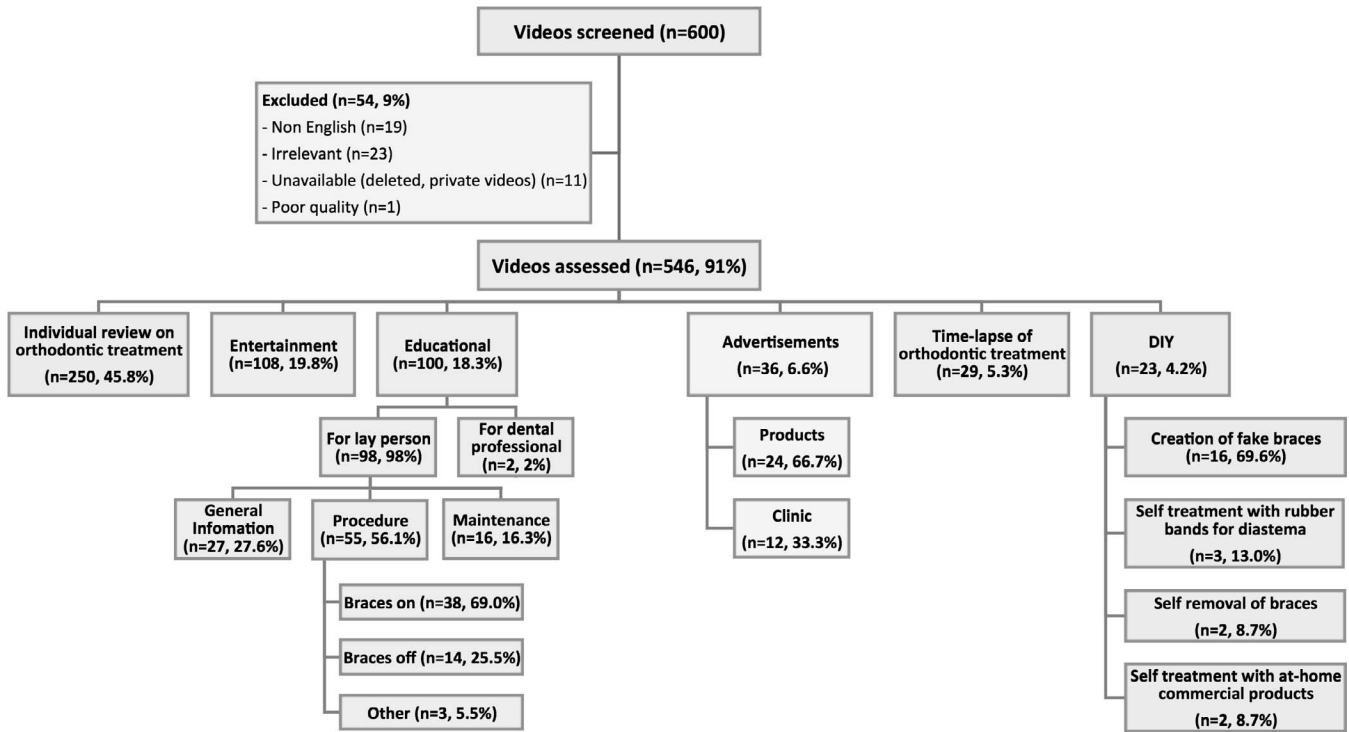 Videos screened (n=600)
Excluded (n=54, 9%)
- Non English (n=19)
- Irrelevant (n=23)
- Unavailable (deleted, private videos) (n=11)
- Poor quality (n=1)
Videos assessed (n=546, 91%)
Individual review on
orthodontic treatment
(n=250, 45.8%)
Entertainment
(n=108, 19.8%)
Educational
(n=100, 18.3%)
Advertisements
(n=36, 6.6%)
Time-lapse of
orthodontic treatment
(n=29, 5.3%)
DIY
(n=23, 4.2%)
For lay person
(n=98, 98%)
For dental
professional
(n=2, 2%)
General
Infomation
(n=27, 27.6%)
Procedure
(n=55, 56.1%)
Maintenance
(n=16, 16.3%)
Braces on (n=38, 69.0%)
Braces off (n=14, 25.5%)
Other (n=3, 5.5%)
Products
(n=24, 66.7%)
Clinic
(n=12, 33.3%)
Creation of fake braces
(n=16, 69.6%)
Self treatment with rubber
bands for diastema
(n=3, 13.0%)
Self removal of braces
(n=2, 8.7%)
Self treatment with at-home
commercial products
(n=2, 8.7%)